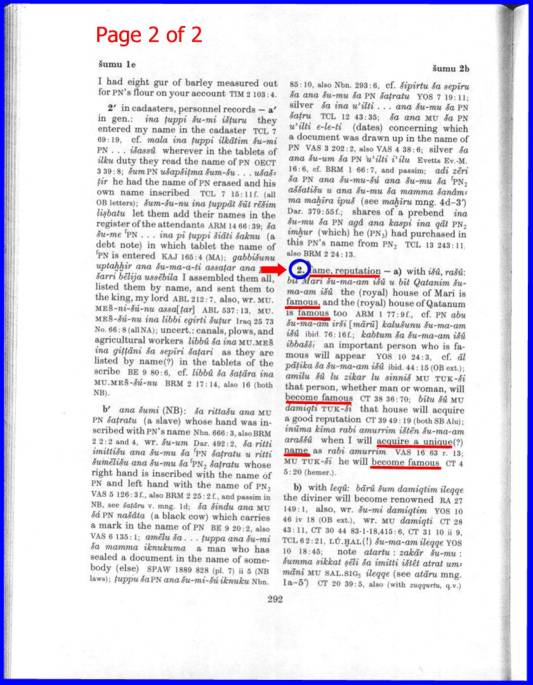 Page 2 of 2
šumu 1e
šumu 2b
I had eight gur of barley measured out
for PN's flour on your account TIM 2 103:4.
2′ in cadasters, personnel records — a′
in gen.: ina ṭuppi šu-mi išṭuru they
entered my name in the cadaster TCL 7
69:19, cf. mala ina ṭuppi ilkātim šu-mi
PN . . . išassû wherever in the tablets of
ilku duty they read the name of PN OECT
3 39:8; šum PN ušapšiṭma šum-šu . . . ušaš-
ṭir he had the name of PN erased and his
own name inscribed TCL 7 15:11f. (all
OB letters); šum-šu-nu ina ṭuppāt šūt rēšim
liṣbatu let them add their names in the
register of the attendants ARM 14 66:39; ša
šu-me ᶠPN . . . ina pî ṭuppi šiāti šaknu (a
debt note) in which tablet the name of
ᶠPN is entered KAJ 165:4 (MA); gabbišunu
uptaḫḫir ana šu-ma-a-ti assaṭar ana
šarri bēlija ussēbila I assembled them all,
listed them by name, and sent them to
the king, my lord ABL 212:7, also, wr. MU.
MEŠ-ni-šú-nu assa[ṭar] ABL 537:13. MU.
MEŠ-šú-nu ina libbi egirti šuṭur Iraq 25 73
No. 66:8 (all NA); uncert.: canals, plows, and
agricultural workers libbû ša ina MU.MEŠ
ina giṭṭāni ša sepīri šaṭari as they are
listed by name(?) in the tablets of the
scribe BE 9 80:6, cf. libbû ša šaṭāra ina
MU.MEŠ-šú-nu BRM 2 17:14, also 16 (both
NB).
b′ ana šumi (NB): ša rittašu ana MU
PN šaṭratu (a slave) whose hand was in-
scribed with PN's name Nbn. 666:3, also BRM
2 2:2 and 4, wr. šu-um Dar. 492:2, ša ritti
imittišu ana šu-mu ša ᶠPN šaṭratu u ritti
šumēlišu ana šu-mu ša ᶠPN₂ šaṭratu whose
right hand is inscribed with the name of
PN and left hand with the name of PN₂
VAS 5 126:3f., also BRM 2 25:2f., and passim in
NB, see šaṭāru v. mng. 1d; ša šindu ana MU
ša PN našâta (a black cow) which carries
a mark in the name of PN BE 9 20:2, also
VAS 6 135:1; amēlu ša . . . ṭuppa ana šu-mi
ša mamma iknukuma a man who has
sealed a document in the name of some-
body (else) SPAW 1889 828 (pl. 7) ii 5 (NB
laws); ṭuppu ša PN ana šu-mi-šú iknuku Nbn.
85:10, also Nbn. 293:6, cf. šipirtu ša sepīru
ša ana šu-mu ša PN šaṭratu YOS 7 19:11;
silver ša ina u'ilti . . . ana šu-mu ša PN
šaṭru TCL 12 43:35; ša ana MU ša PN
u'ilti e-le-ti (dates) concerning which
a document was drawn up in the name of
PN VAS 3 202:2, also VAS 4 38:6; silver ša
ana šu-um ša PN u'ilti i'ilu Evetts Ev.-M.
16:6, cf. BRM 1 66:7, and passim; adi zēri
ša PN ana šu-mu-šú ana šu-mu ša ᶠPN₂
aššatišu u ana šu-mu ša mamma šanâm-
ma maḫīra īpuš (see maḫīru mng. 4d–3′)
Dar. 379:55f.; shares of a prebend ina
šu-mu ša PN agâ ana kaspi ina qāt PN₂
imḫur (which) he (PN₃) had purchased in
this PN's name from PN₂ TCL 13 243:11,
also BRM 2 24:13.
2. fame, reputation — a) with išû, rašû:
bīt Mari šu-ma-am išu u bīt Qatanim šu-
ma-am išu the (royal) house of Mari is
famous, and the (royal) house of Qatanum
is famous too ARM 1 77:9f., cf. PN abu
šu-ma-am irši [mārū] kalušunu šu-ma-am
išû ibid. 76:16f.; kabtum ša šu-ma-am išû
ibbašši an important person who is fa-
mous will appear YOS 10 24:3, cf. āl
pāṭika ša šu-ma-am išû ibid. 44:15 (OB ext.);
amīlu šû lu zikar lu sinniš MU TUK-ši
that person, whether man or woman, will
become famous CT 38 36:70; bītu šū MU
damiqti TUK-ši that house will acquire
a good reputation CT 39 49:19 (both SB Alu);
inūma kīma rabi amurrim ištēn šu-ma-am
araššû when I will acquire a unique(?)
name as rabi amurrim VAS 16 63 r. 13;
MU TUK-ši he will become famous CT 4
5:20 (hemer.).
b) with leqû: bārû šum damiqtim ileqqe
the diviner will become renowned RA 27
149:1, also, wr. šu-mi damiqtim YOS 10
46 iv 18 (OB ext.), wr. MU damiqti CT 28
43:11, CT 30 44 83-1-18,415:6, CT 31 10 ii 9,
TCL 6 2:21, LÚ.ḪAL(!) šu-ma-am ileqqe YOS
10 18:45; note atartu: zakār šu-mu:
šumma sikkat ṣēli ša imitti ištēt atrat um-
māni MU SAL.SIG₅ ileqqe (see atāru mng.
1a–5′) CT 20 39:5, also (with zuqqurtu, q.v.)
292